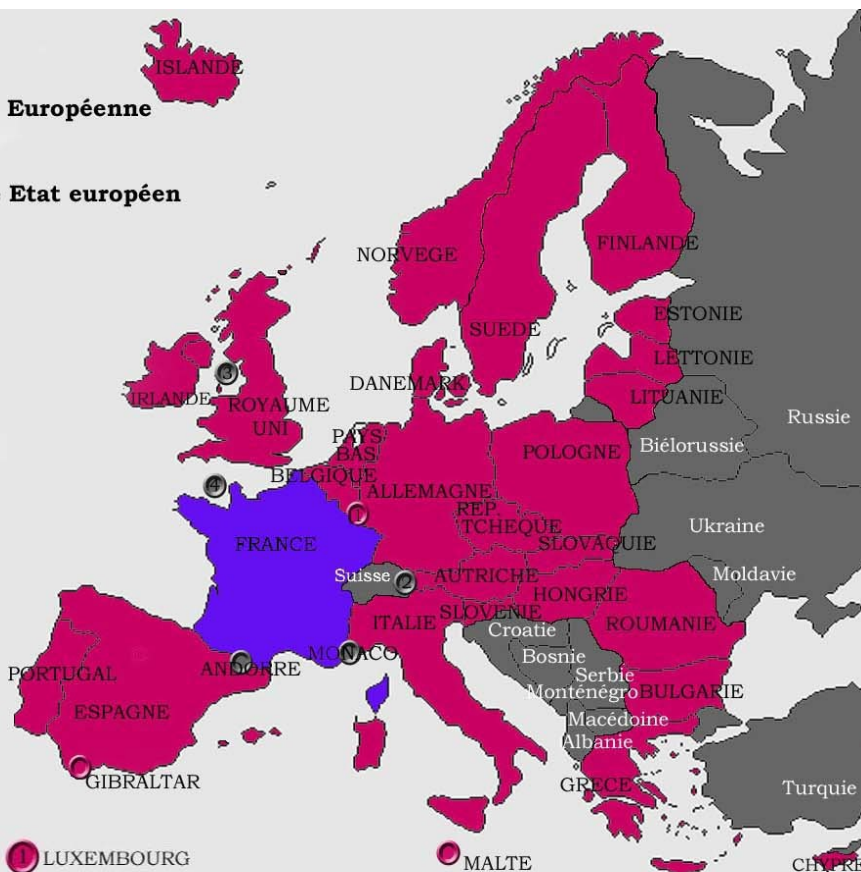 ISLANDE
Européenne
Etat européen
NORVEGE
FINLANDE
SUEDE
ESTONIE
LETTONIE
LITUANIE
3
DANEMARK
IRLANDE
ROYAUME
UNI
Russie
PAYS
BAS
POLOGNE
Biélorussie
BELGIQUE
4
ALLEMAGNE
1
REP.
TCHEQUE
Ukraine
FRANCE
SLOVAQUIE
Suisse
2
AUTRICHE
Moldavie
HONGRIE
SLOVENIE
ITALIE
ROUMANIE
Croatie
MONACO
Bosnie
ANDORRE
PORTUGAL
Serbie
Monténégro
BULGARIE
ESPAGNE
Macédoine
Albanie
GIBRALTAR
GRECE
Turquie
1
LUXEMBOURG
MALTE
CHYPRE